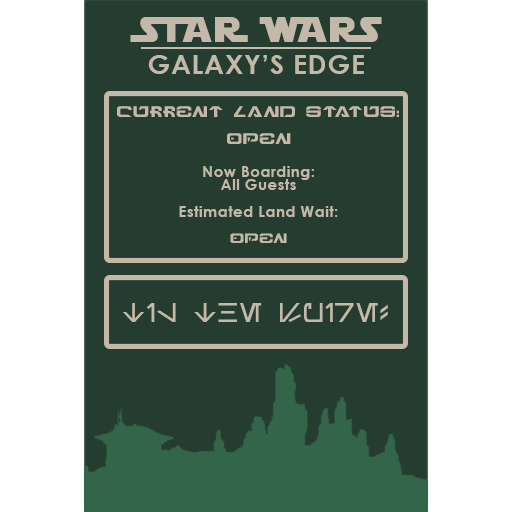 STAR WARS
GALAXY'S EDGE
CURRENT LAND STATUS:
OPEN
Now Boarding:
All Guests
Estimated Land Wait:
OPEN